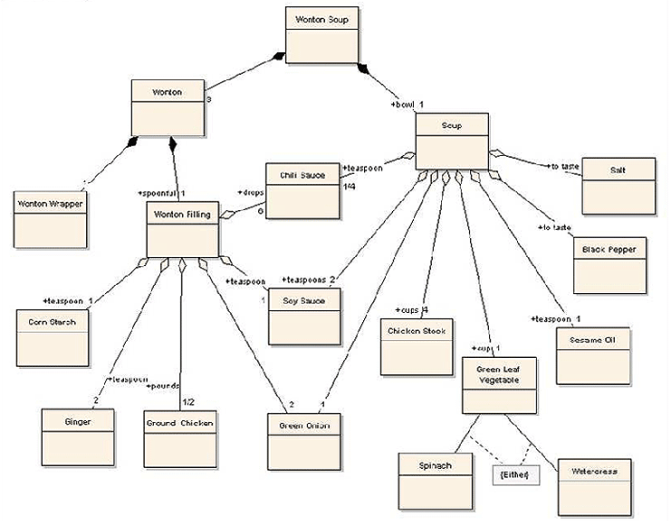 Wonton Soup
Wonton
8
+bowl 1
Soup
Wonton Wrapper
+spoonful 1
Wonton Filling
+drops
6
Chili Sauce
+teaspoon
1/4
+to taste
Salt
+to taste
Black Pepper
+teaspoon 1
Corn Starch
+teaspoon
1
+teaspoons 2
Soy Sauce
+cups 4
Chicken Stock
+teaspoon 1
Sesame Oil
+cup 1
Green Leaf
Vegetable
+teaspoon
2
Ginger
+pounds
1/2
Ground Chicken
2
Green Onion
Spinach
{Either}
Watercress